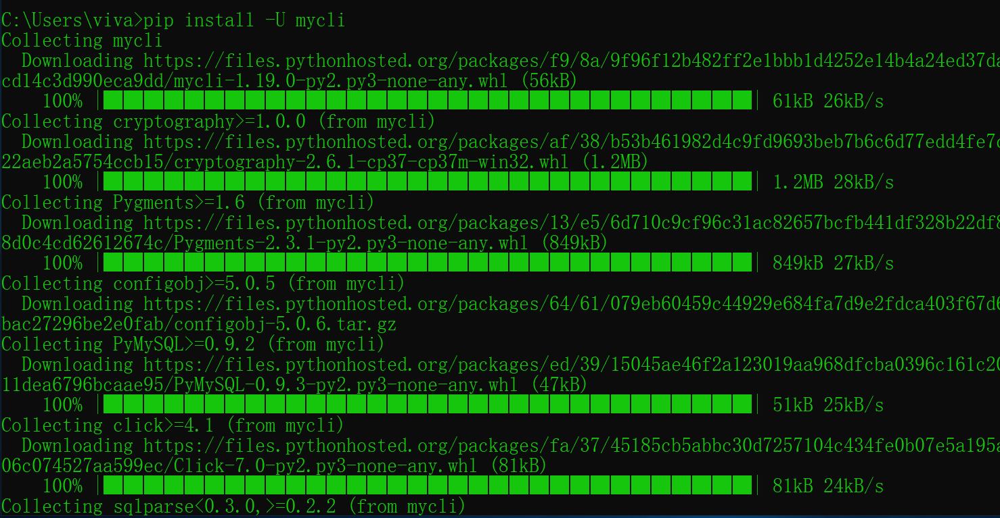 C:\Users\viva>pip install -U mycli
Collecting mycli
  Downloading https://files.pythonhosted.org/packages/f9/8a/9f96f12b482ff2e1bbb1d4252e14b4a24ed37da
cd14c3d990eca9dd/mycli-1.19.0-py2.py3-none-any.whl (56kB)
    100% | | 61kB 26kB/s
Collecting cryptography>=1.0.0 (from mycli)
  Downloading https://files.pythonhosted.org/packages/af/38/b53b461982d4c9fd9693beb7b6c6d77edd4fe7c
22aeb2a5754ccb15/cryptography-2.6.1-cp37-cp37m-win32.whl (1.2MB)
    100% | | 1.2MB 28kB/s
Collecting Pygments>=1.6 (from mycli)
  Downloading https://files.pythonhosted.org/packages/13/e5/6d710c9cf96c31ac82657bcfb441df328b22df8
8d0c4cd62612674c/Pygments-2.3.1-py2.py3-none-any.whl (849kB)
    100% | | 849kB 27kB/s
Collecting configobj>=5.0.5 (from mycli)
  Downloading https://files.pythonhosted.org/packages/64/61/079eb60459c44929e684fa7d9e2fdca403f67d6
bac27296be2e0fab/configobj-5.0.6.tar.gz
Collecting PyMySQL>=0.9.2 (from mycli)
  Downloading https://files.pythonhosted.org/packages/ed/39/15045ae46f2a123019aa968dfcba0396c161c20
11dea6796bcaae95/PyMySQL-0.9.3-py2.py3-none-any.whl (47kB)
    100% | | 51kB 25kB/s
Collecting click>=4.1 (from mycli)
  Downloading https://files.pythonhosted.org/packages/fa/37/45185cb5abbc30d7257104c434fe0b07e5a195a
06c074527aa599ec/Click-7.0-py2.py3-none-any.whl (81kB)
    100% | | 81kB 24kB/s
Collecting sqlparse<0.3.0,>=0.2.2 (from mycli)